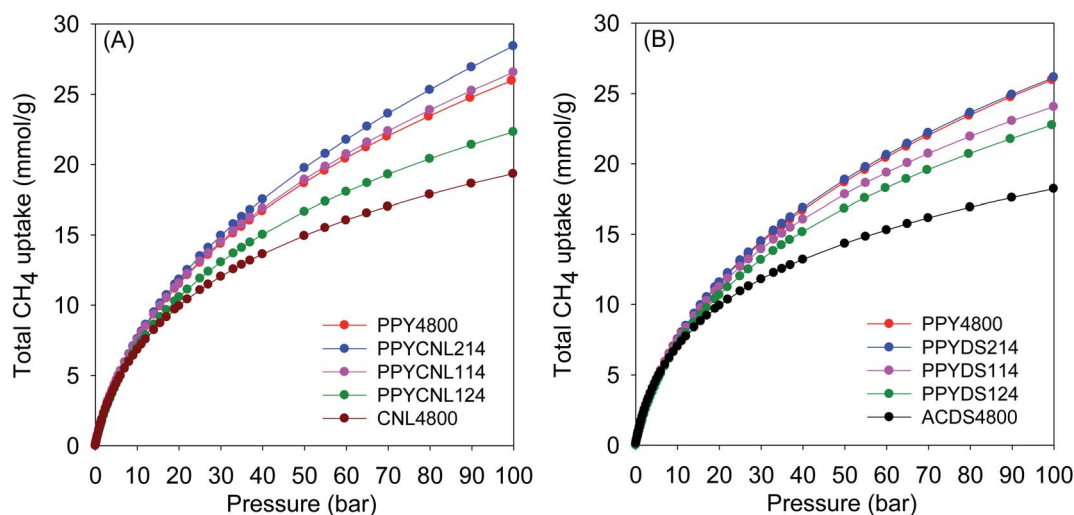 (A)
Total CH4 uptake (mmol/g)
30
25
20
15
10
5
0
PPY4800
PPYCNL214
PPYCNL114
PPYCNL124
CNL4800
0 10 20 30 40 50 60 70 80 90 100
Pressure (bar)
(B)
Total CH4 uptake (mmol/g)
30
25
20
15
10
5
0
PPY4800
PPYDS214
PPYDS114
PPYDS124
ACDS4800
0 10 20 30 40 50 60 70 80 90 100
Pressure (bar)